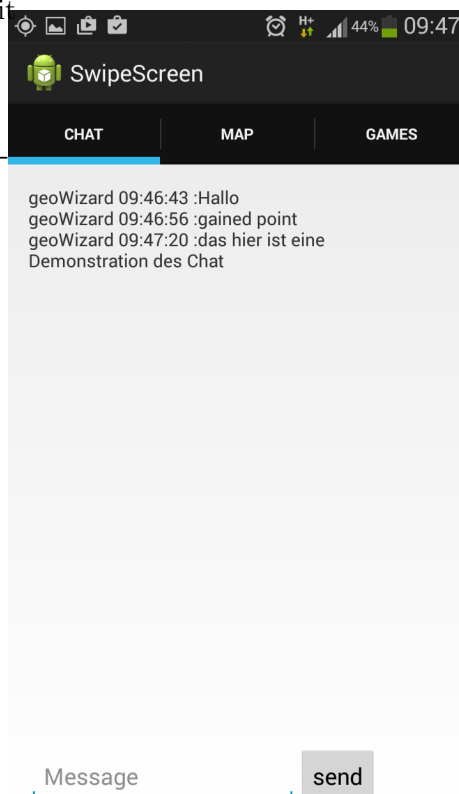 it
H+ 44% 09:47
SwipeScreen
CHAT MAP GAMES
geoWizard 09:46:43 :Hallo
geoWizard 09:46:56 :gained point
geoWizard 09:47:20 :das hier ist eine
Demonstration des Chat
Message send